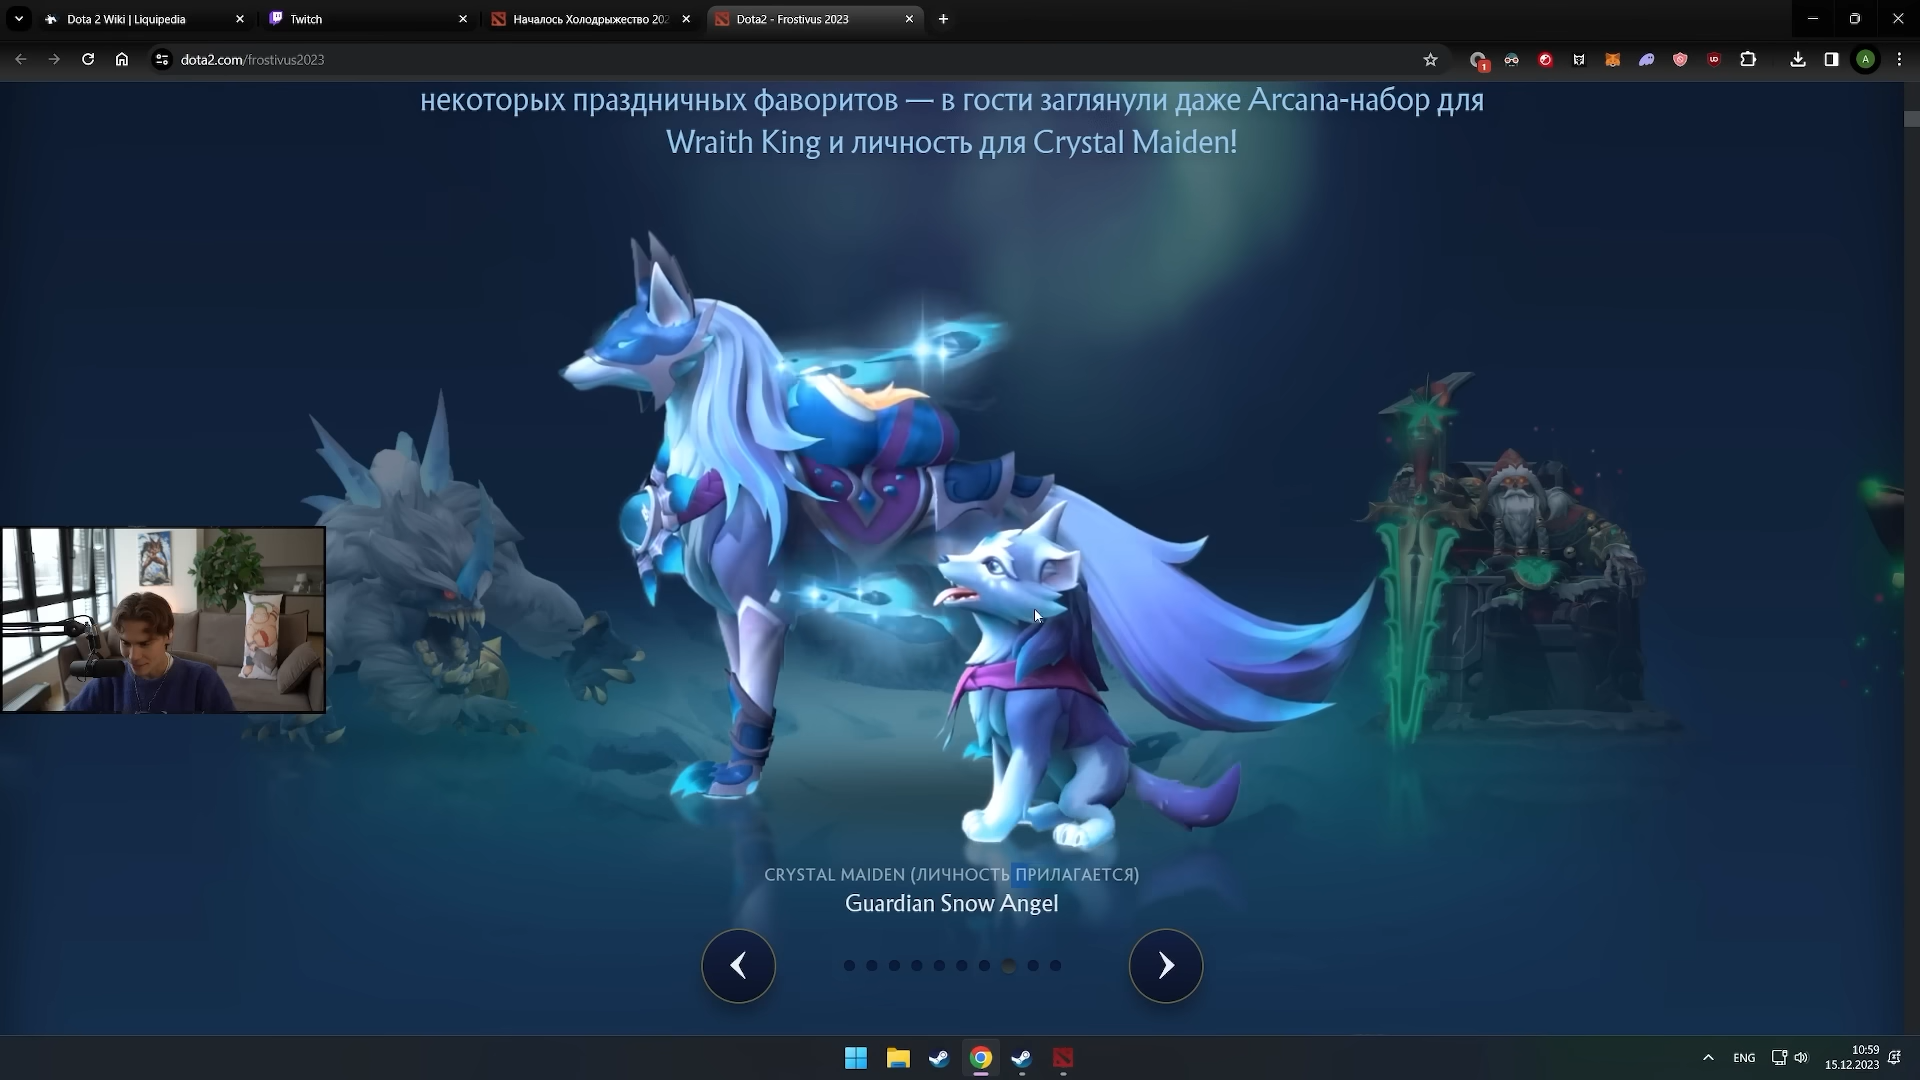 Dota 2 Wiki | Liquipedia
Twitch
Началось Холодрыжество 202
Dota2 - Frostivus 2023
dota2.com/frostivus2023
1
A
некоторых праздничных фаворитов — в гости заглянули даже Arcana-набор для
Wraith King и личность для Crystal Maiden!
CRYSTAL MAIDEN (ЛИЧНОСТЬ ПРИЛАГАЕТСЯ)
Guardian Snow Angel
ENG
10:59
15.12.2023